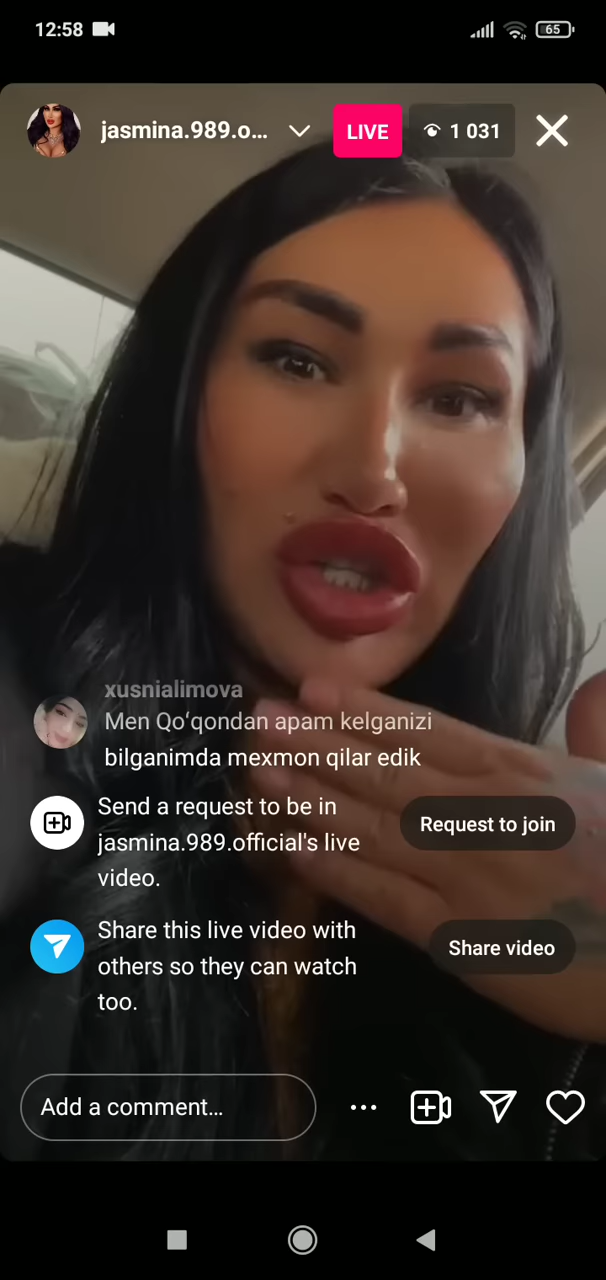 12:58
65
jasmina.989.o...
LIVE
1 031
xusnialimova
Men Qo‘qondan apam kelganizi
bilganimda mexmon qilar edik
Send a request to be in
jasmina.989.official's live
video.
Request to join
Share this live video with
others so they can watch
too.
Share video
Add a comment...